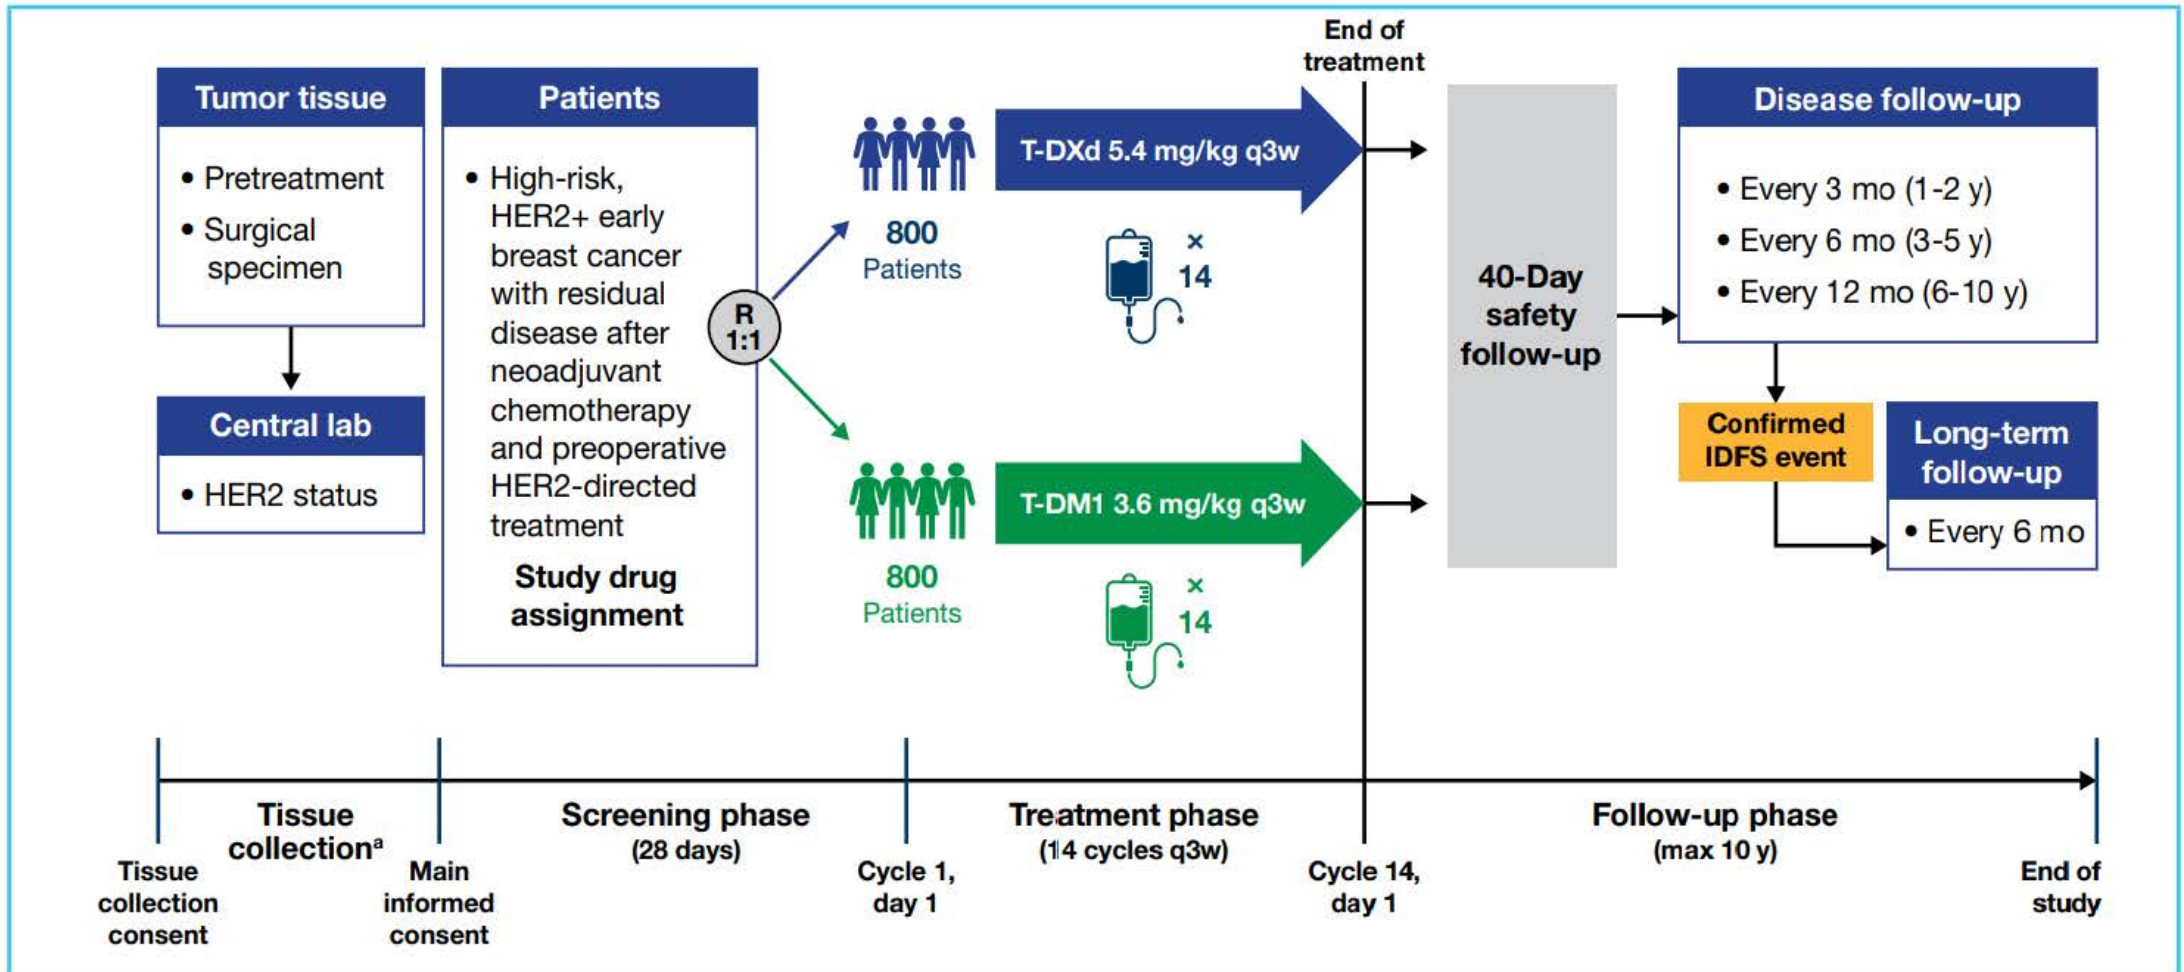 Tumor tissue
• Pretreatment
• Surgical
specimen
Central lab
• HER2 status
Patients
• High-risk,
HER2+ early
breast cancer
with residual
disease after
neoadjuvant
chemotherapy
and preoperative
HER2-directed
treatment
Study drug
assignment
R
1:1
800
Patients
T-DXd 5.4 mg/kg q3w
×
14
800
Patients
T-DM1 3.6 mg/kg q3w
×
14
End of
treatment
40-Day
safety
follow-up
Disease follow-up
• Every 3 mo (1-2 y)
• Every 6 mo (3-5 y)
• Every 12 mo (6-10 y)
Confirmed
IDFS event
Long-term
follow-up
• Every 6 mo
Tissue
collectionᵃ
Screening phase
(28 days)
Treatment phase
(14 cycles q3w)
Follow-up phase
(max 10 y)
Tissue
collection
consent
Main
informed
consent
Cycle 1,
day 1
Cycle 14,
day 1
End of
study